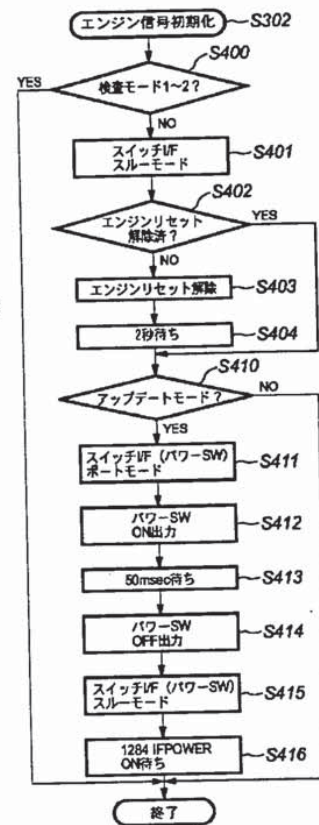 エンジン信号初期化
S302
S400
YES
検査モード1~2?
NO
スイッチI/F
スルーモード
S401
S402
エンジンリセット
解除済?
YES
NO
エンジンリセット解除
S403
2秒待ち
S404
S410
アップデートモード?
NO
YES
スイッチI/F (パワーSW)
ポートモード
S411
パワーSW
ON出力
S412
50msec待ち
S413
パワーSW
OFF出力
S414
スイッチI/F (パワーSW)
スルーモード
S415
1284 IFPOWER
ON待ち
S416
終了